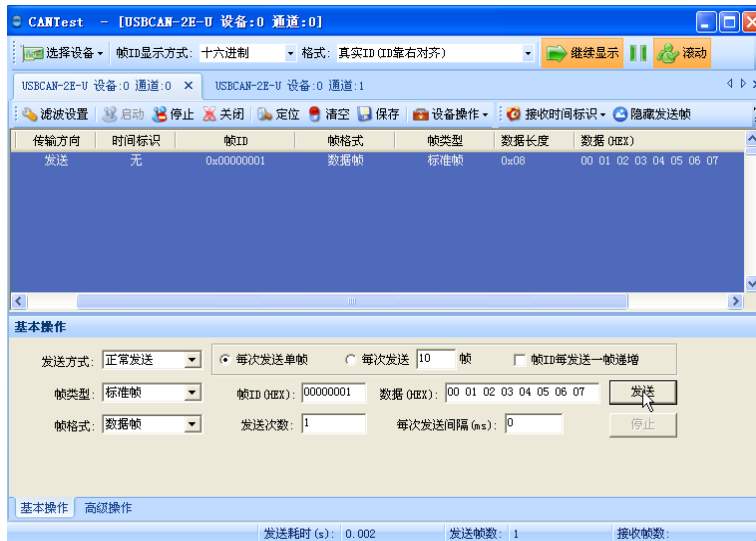 CANTest - [USBCAN-2E-U 设备:0 通道:0]
选择设备 帧ID显示方式: 十六进制 格式: 真实ID(ID靠右对齐) 继续显示 滚动
USBCAN-2E-U 设备:0 通道:0 × USBCAN-2E-U 设备:0 通道:1
滤波设置 启动 停止 关闭 定位 清空 保存 设备操作 接收时间标识 隐藏发送帧
传输方向 时间标识 帧ID 帧格式 帧类型 数据长度 数据(HEX)
发送 无 0x00000001 数据帧 标准帧 0x08 00 01 02 03 04 05 06 07
基本操作
发送方式: 正常发送 每次发送单帧 每次发送 10 帧 帧ID每发送一帧递增
帧类型: 标准帧 帧ID(HEX): 00000001 数据(HEX): 00 01 02 03 04 05 06 07 发送
帧格式: 数据帧 发送次数: 1 每次发送间隔(ms): 0 停止
基本操作 高级操作
发送耗时(s): 0.002 发送帧数: 1 接收帧数: